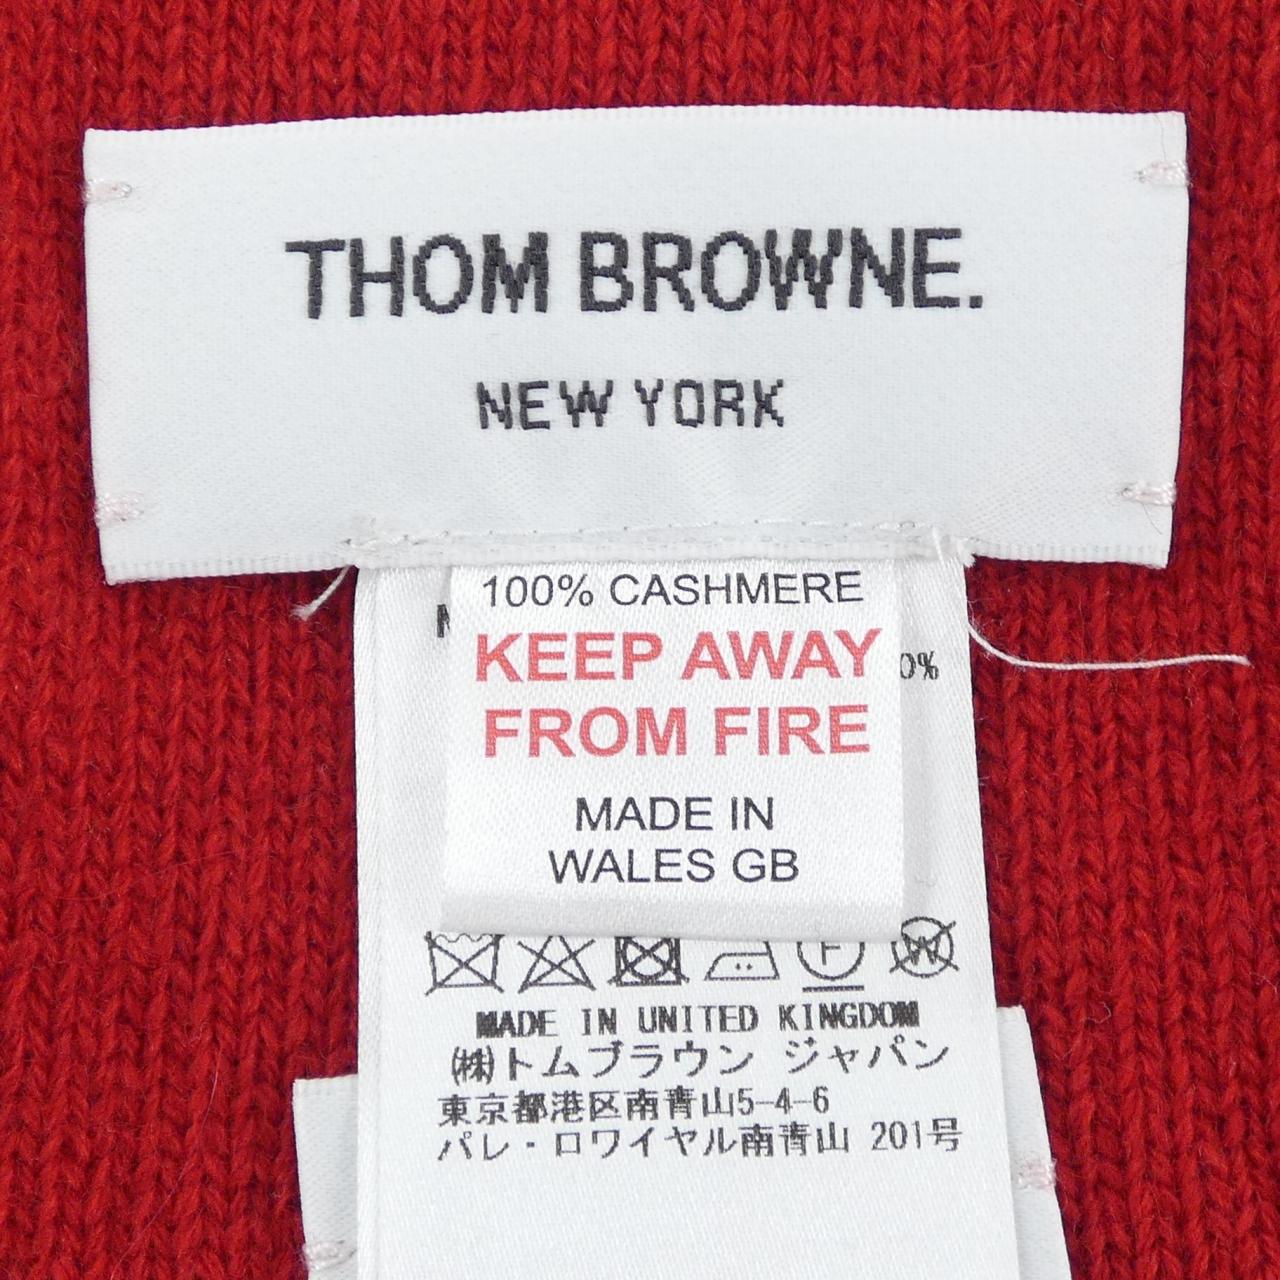 THOM BROWNE.
NEW YORK
100% CASHMERE
KEEP AWAY
FROM FIRE
MADE IN
WALES GB
0%
F W
MADE IN UNITED KINGDOM
(株)トムブラウン ジャパン
東京都港区南青山5-4-6
パレ・ロワイヤル南青山 201号